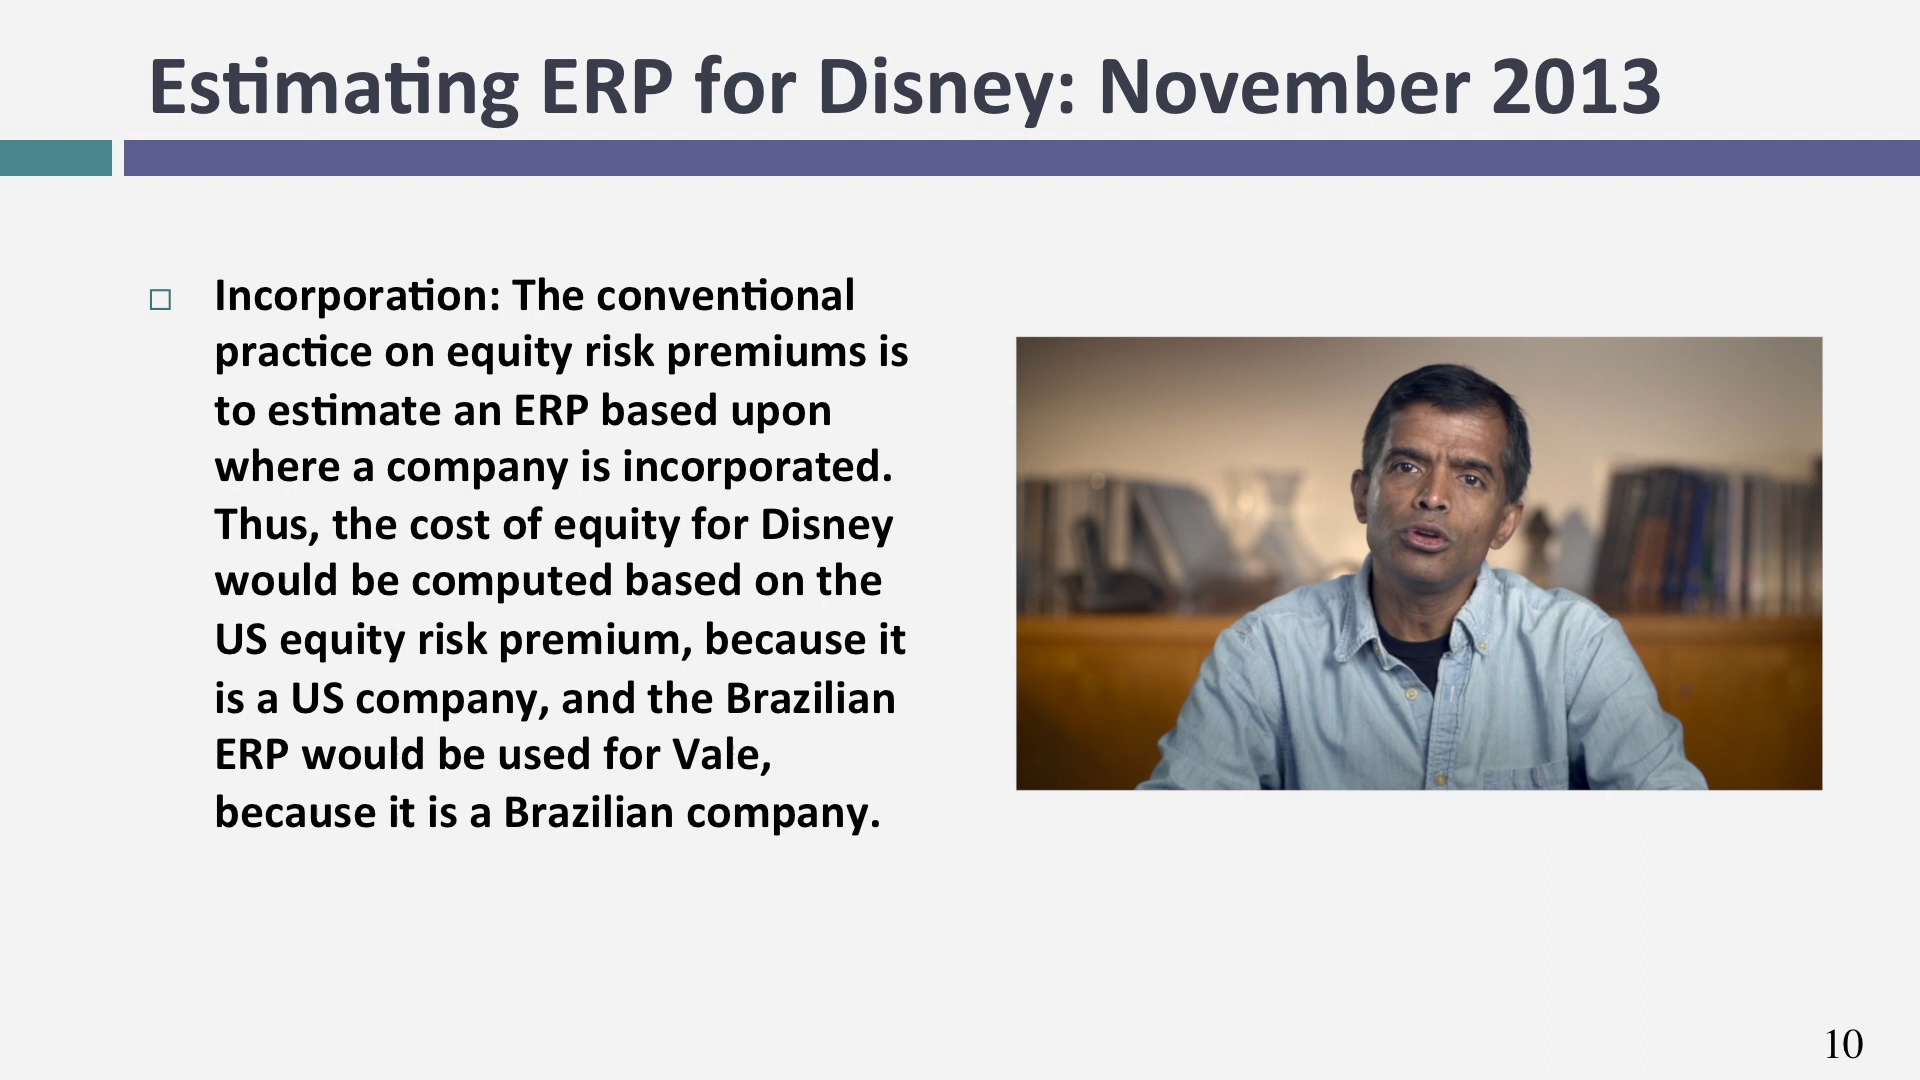 Estimating ERP for Disney: November 2013
Incorporation: The conventional
practice on equity risk premiums is
to estimate an ERP based upon
where a company is incorporated.
Thus, the cost of equity for Disney
would be computed based on the
US equity risk premium, because it
is a US company, and the Brazilian
ERP would be used for Vale,
because it is a Brazilian company.
10